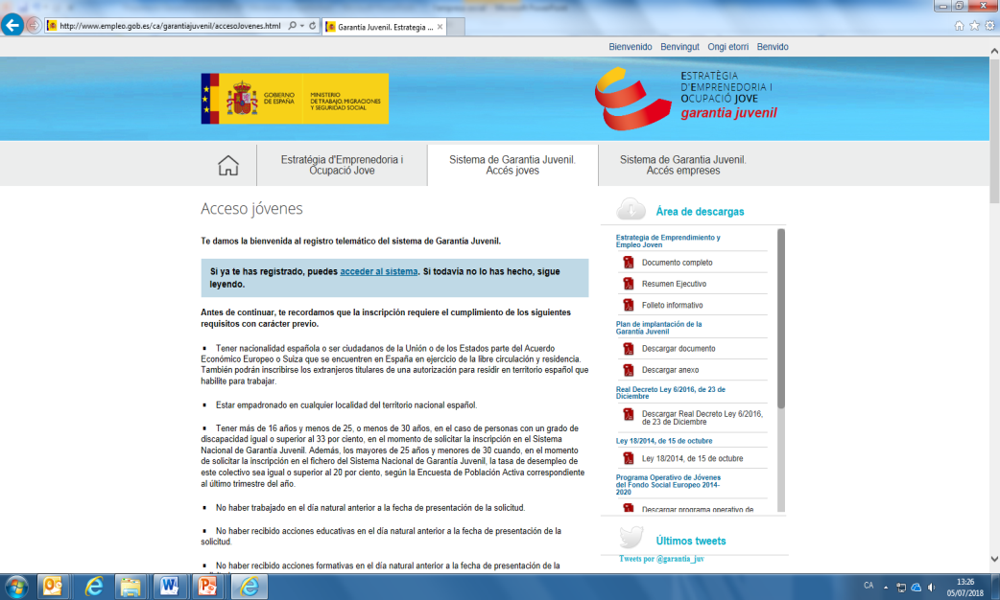 http://www.empleo.gob.es/ca/garantiajuvenil/accesoJovenes.html
Garantía Juvenil. Estrategia ...
Bienvenido Benvingut Ongi etorri Benvido
GOBIERNO
DE ESPAÑA
MINISTERIO
DE TRABAJO, MIGRACIONES
Y SEGURIDAD SOCIAL
ESTRATÈGIA
D'EMPRENEDORIA I
OCUPACIÓ JOVE
garantia juvenil
Estratégia d'Emprenedoria i
Ocupació Jove
Sistema de Garantia Juvenil.
Accés joves
Sistema de Garantia Juvenil.
Accés empreses
Acceso jóvenes
Te damos la bienvenida al registro telemático del sistema de Garantía Juvenil.
Si ya te has registrado, puedes acceder al sistema. Si todavía no lo has hecho, sigue
leyendo.
Antes de continuar, te recordamos que la inscripción requiere el cumplimiento de los siguientes
requisitos con carácter previo.
▪ Tener nacionalidad española o ser ciudadanos de la Unión o de los Estados parte del Acuerdo
Económico Europeo o Suiza que se encuentren en España en ejercicio de la libre circulación y residencia.
También podrán inscribirse los extranjeros titulares de una autorización para residir en territorio español que
habilite para trabajar.
▪ Estar empadronado en cualquier localidad del territorio nacional español.
▪ Tener más de 16 años y menos de 25, o menos de 30 años, en el caso de personas con un grado de
discapacidad igual o superior al 33 por ciento, en el momento de solicitar la inscripción en el Sistema
Nacional de Garantía Juvenil. Además, los mayores de 25 años y menores de 30 cuando, en el momento
de solicitar la inscripción en el fichero del Sistema Nacional de Garantía Juvenil, la tasa de desempleo de
este colectivo sea igual o superior al 20 por ciento, según la Encuesta de Población Activa correspondiente
al último trimestre del año.
▪ No haber trabajado en el día natural anterior a la fecha de presentación de la solicitud.
▪ No haber recibido acciones educativas en el día natural anterior a la fecha de presentación de la
solicitud.
▪ No haber recibido acciones formativas en el día natural anterior a la fecha de presentación de la
Área de descargas
Estrategia de Emprendimiento y
Empleo Joven
Documento completo
Resumen Ejecutivo
Folleto informativo
Plan de implantación de la
Garantía Juvenil
Descargar documento
Descargar anexo
Real Decreto Ley 6/2016, de 23 de
Diciembre
Descargar Real Decreto Ley 6/2016,
de 23 de Diciembre
Ley 18/2014, de 15 de octubre
Ley 18/2014, de 15 de octubre
Programa Operativo de Jóvenes
del Fondo Social Europeo 2014-
2020
Descargar programa operativo de
Últimos tweets
Tweets por @garantia_juv
CA
13:26
05/07/2018